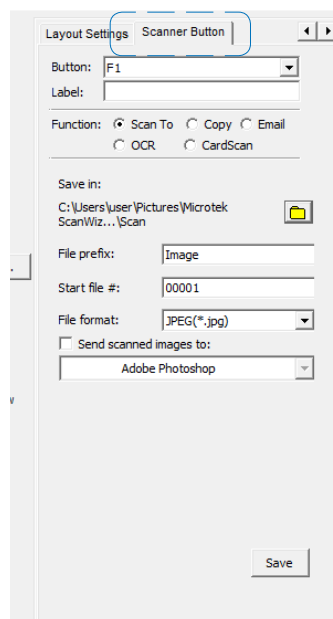 Layout Settings Scanner Button
Button: F1
Label:
Function: Scan To Copy Email
OCR CardScan
Save in:
C:\Users\user\Pictures\Microtek
ScanWiz...\Scan
File prefix: Image
Start file #: 00001
File format: JPEG(*.jpg)
Send scanned images to:
Adobe Photoshop
Save